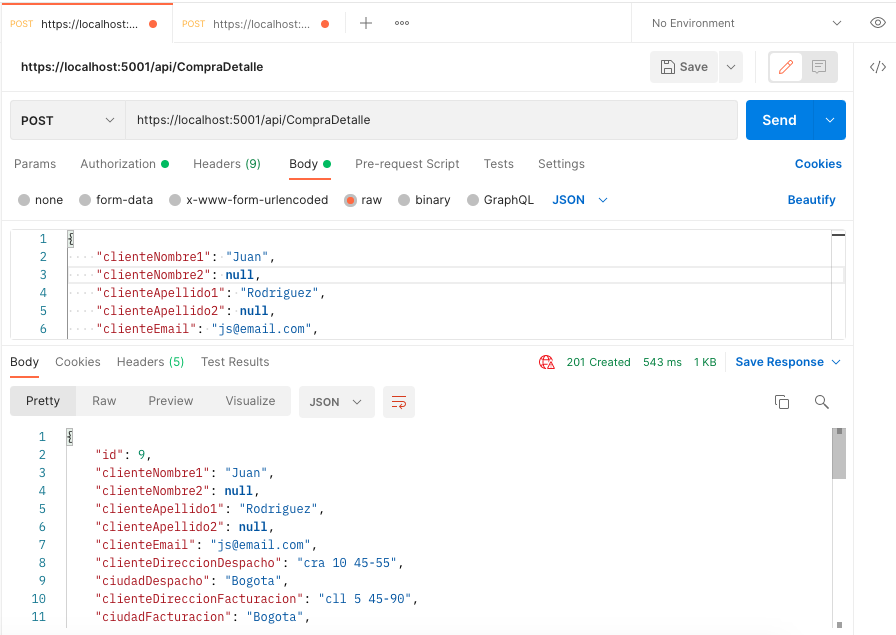 POST https://localhost:... POST https://localhost:... No Environment
https://localhost:5001/api/CompraDetalle Save
POST https://localhost:5001/api/CompraDetalle Send
Params Authorization Headers (9) Body Pre-request Script Tests Settings Cookies
none form-data x-www-form-urlencoded raw binary GraphQL JSON Beautify
1 {
2 "clienteNombre1": "Juan",
3 "clienteNombre2": null,
4 "clienteApellido1": "Rodriguez",
5 "clienteApellido2": null,
6 "clienteEmail": "js@email.com",
Body Cookies Headers (5) Test Results 201 Created 543 ms 1 KB Save Response
Pretty Raw Preview Visualize JSON
1 {
2 "id": 9,
3 "clienteNombre1": "Juan",
4 "clienteNombre2": null,
5 "clienteApellido1": "Rodriguez",
6 "clienteApellido2": null,
7 "clienteEmail": "js@email.com",
8 "clienteDireccionDespacho": "cra 10 45-55",
9 "ciudadDespacho": "Bogota",
10 "clienteDireccionFacturacion": "cll 5 45-90",
11 "ciudadFacturacion": "Bogota",